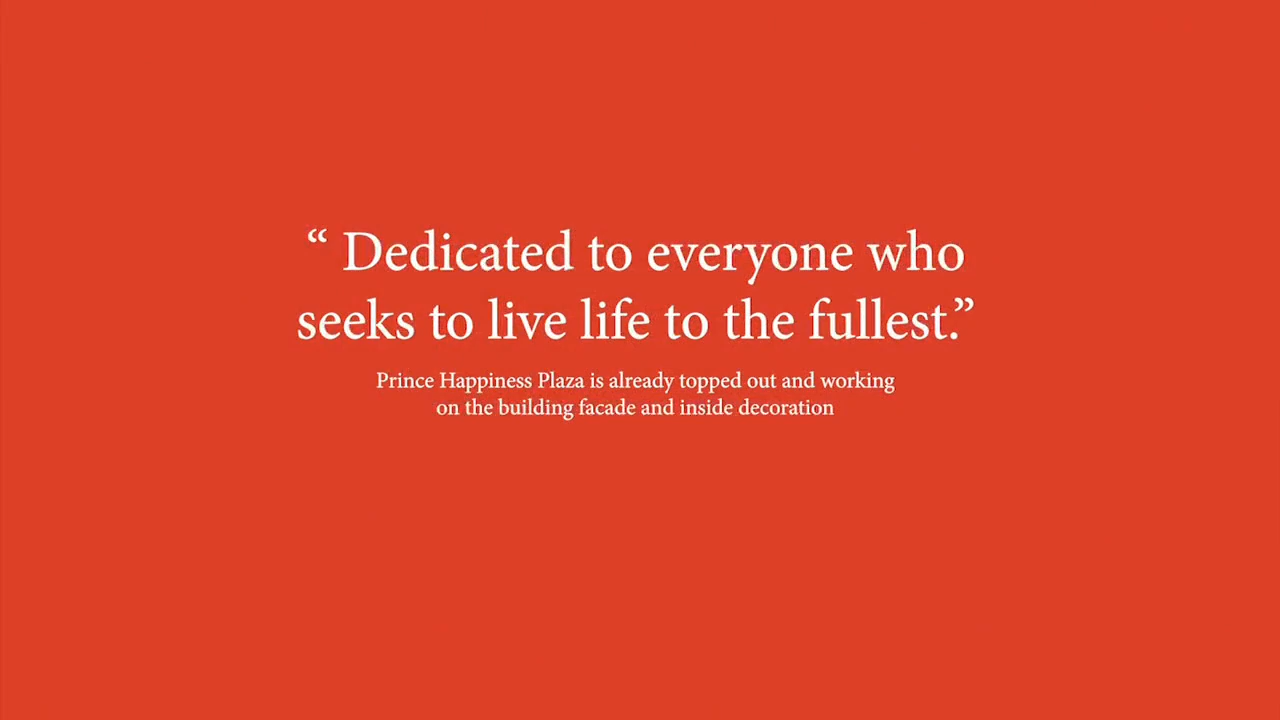 “ Dedicated to everyone who
seeks to live life to the fullest.”
Prince Happiness Plaza is already topped out and working
on the building facade and inside decoration